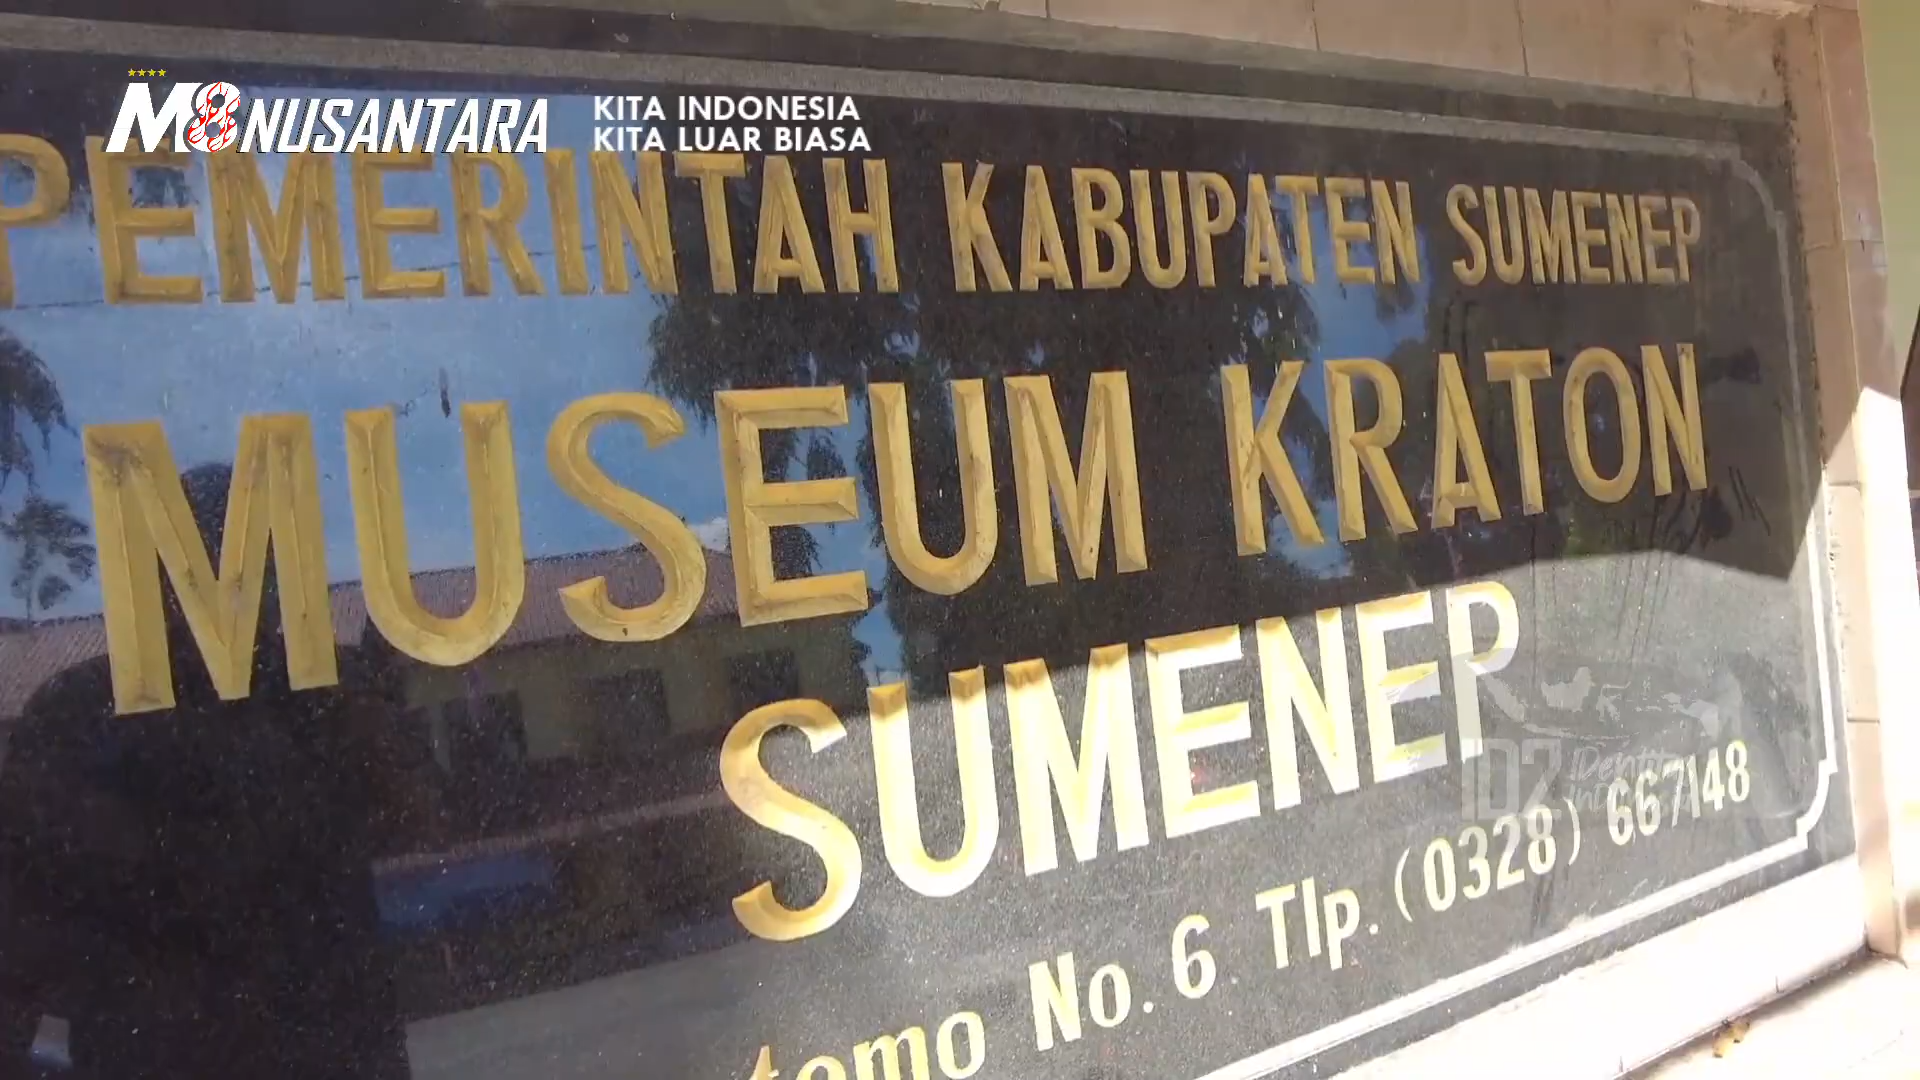 M8NUSANTARA
KITA INDONESIA
KITA LUAR BIASA
PEMERINTAH KABUPATEN SUMENEP
MUSEUM KRATON
SUMENEP
tomo No. 6 Tlp. (0328) 667148